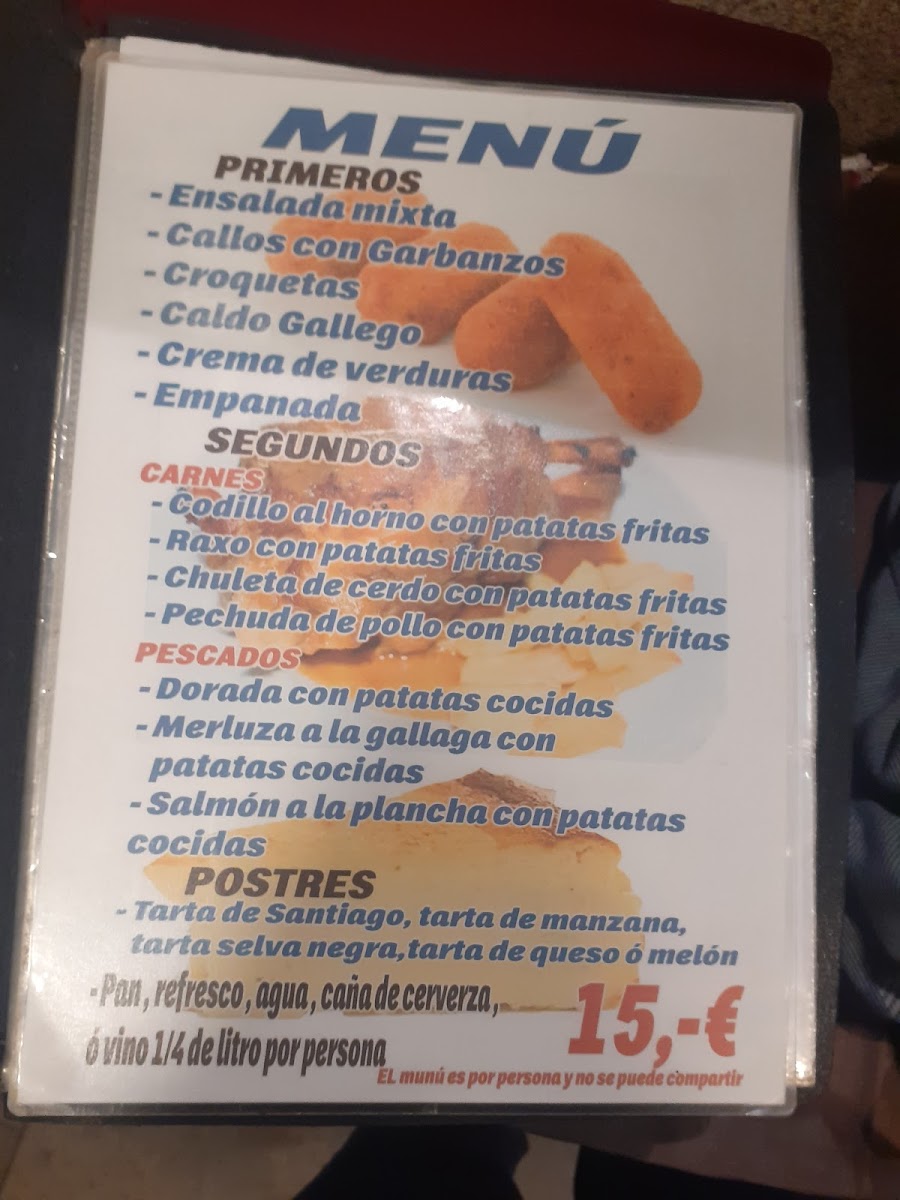 MENÚ
PRIMEROS
- Ensalada mixta
- Callos con Garbanzos
- Croquetas
- Caldo Gallego
- Crema de verduras
- Empanada
SEGUNDOS
CARNES
- Codillo al horno con patatas fritas
- Raxo con patatas fritas
- Chuleta de cerdo con patatas fritas
- Pechuda de pollo con patatas fritas
PESCADOS
- Dorada con patatas cocidas
- Merluza a la gallaga con
patatas cocidas
- Salmón a la plancha con patatas
cocidas
POSTRES
- Tarta de Santiago, tarta de manzana,
tarta selva negra,tarta de queso ó melón
-Pan, refresco, agua, caña de cerverza,
ó vino 1/4 de litro por persona
15,-€
EL munú es por persona y no se puede compartir